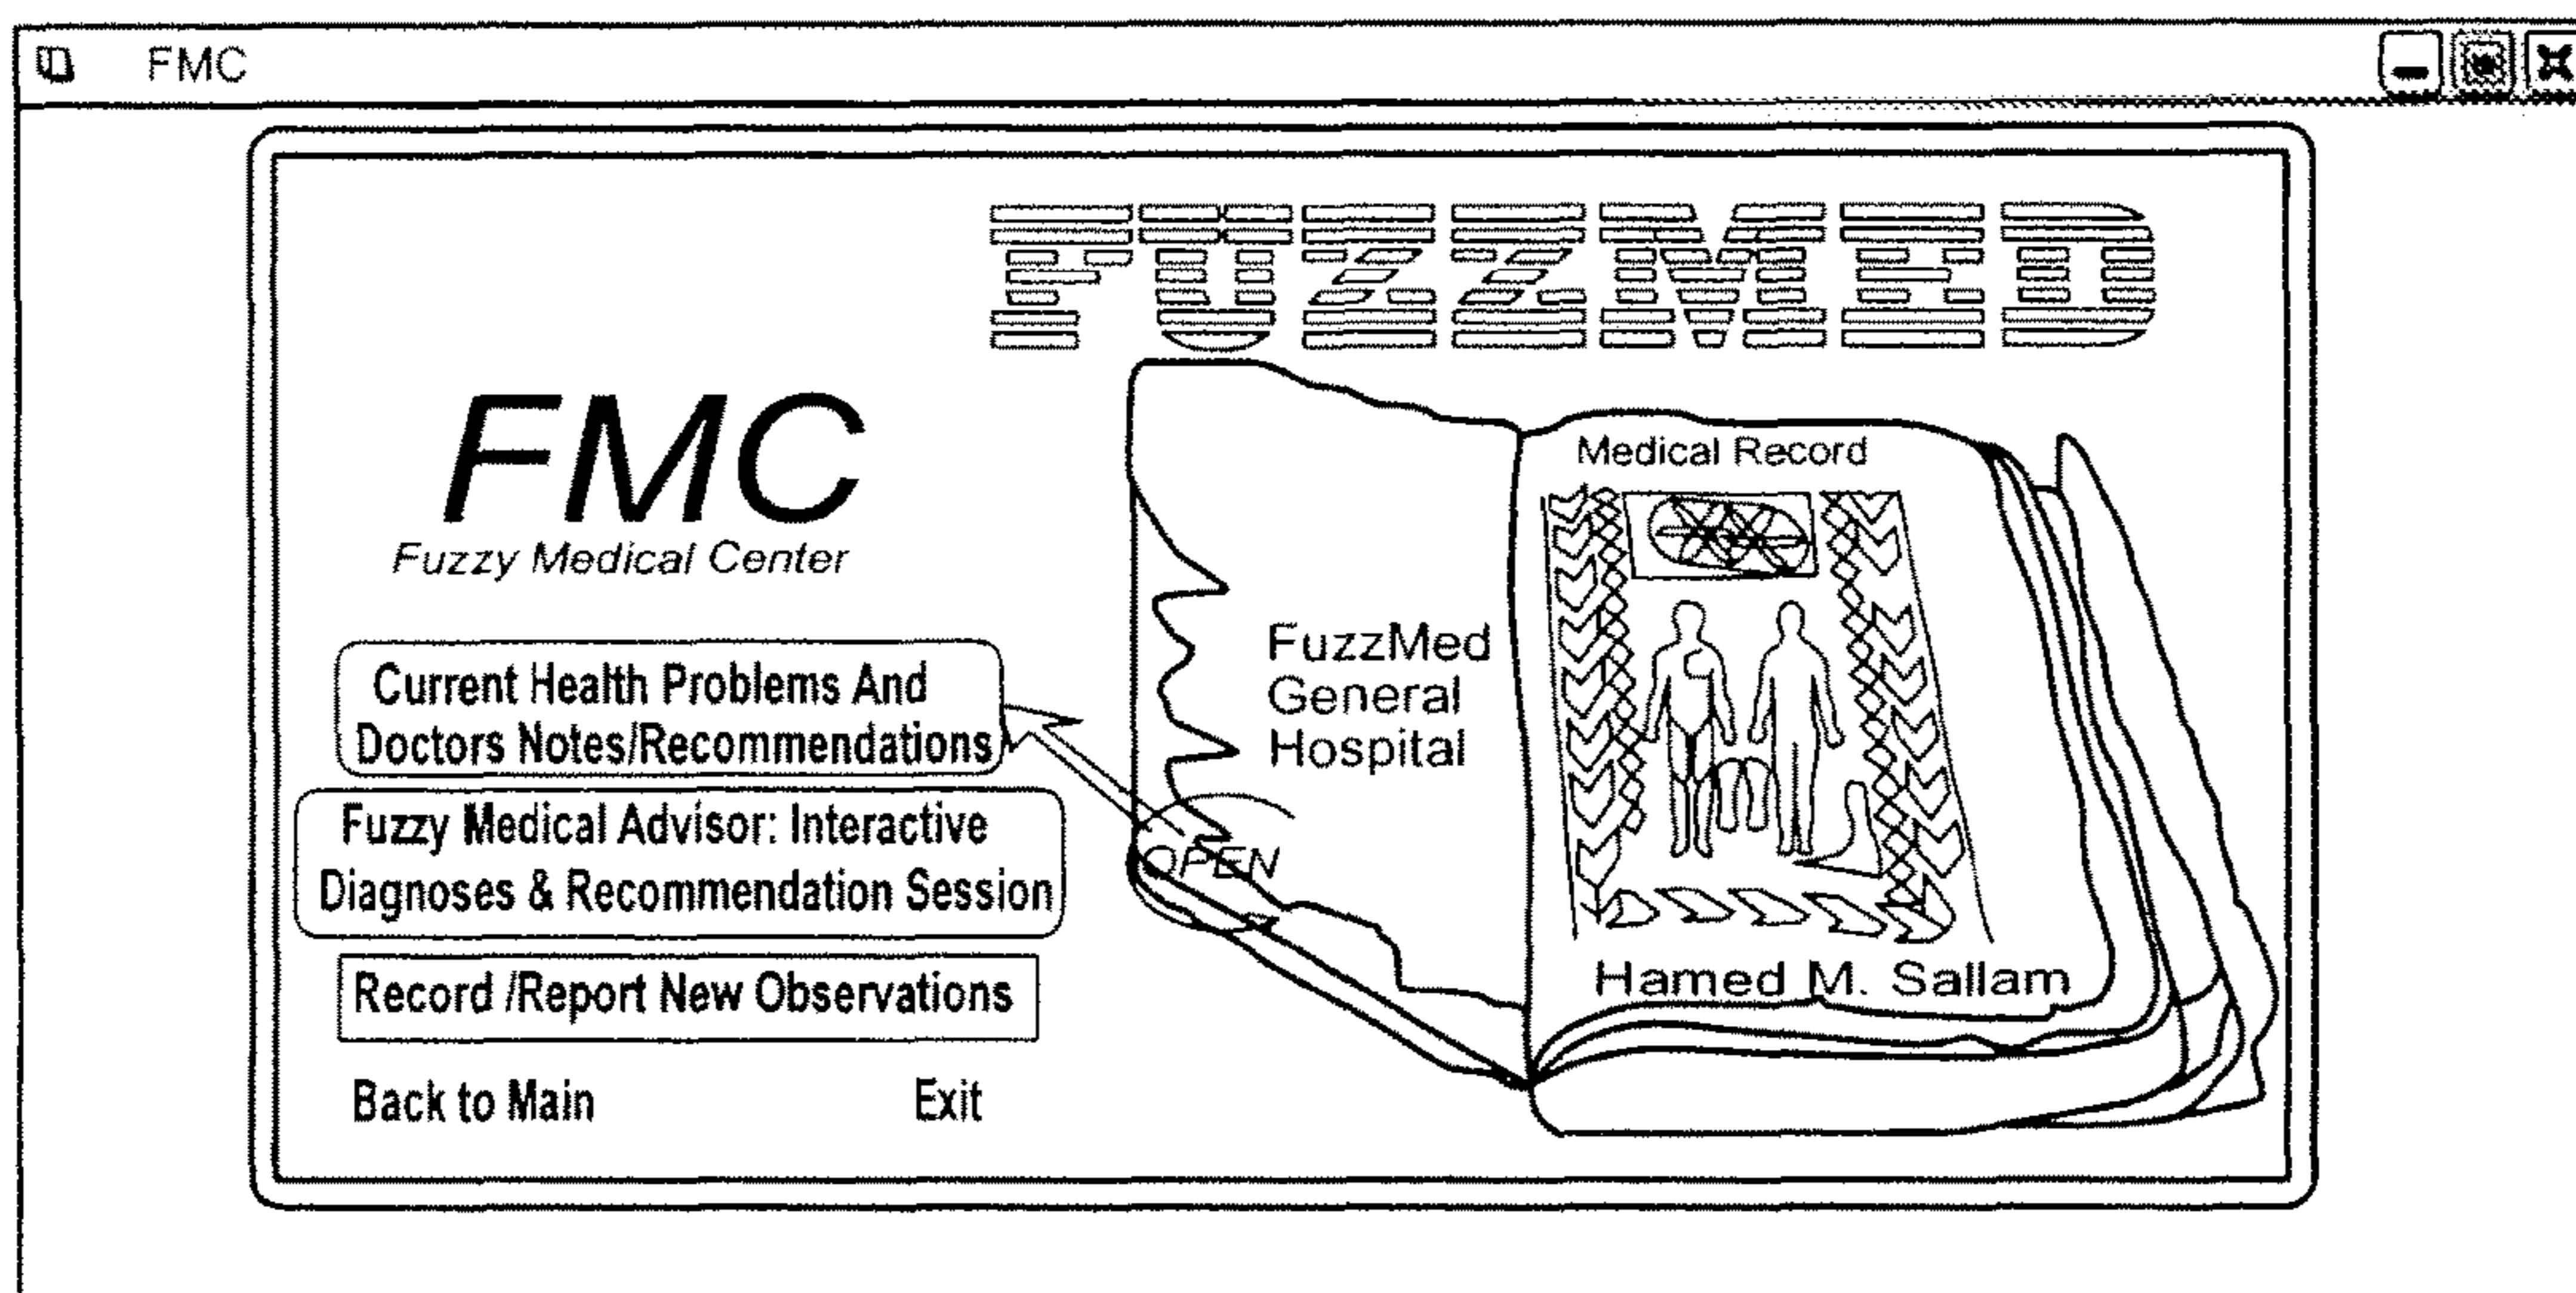 FMC
FUZZMED
FMC
Fuzzy Medical Center
Current Health Problems And
Doctors Notes/Recommendations
Fuzzy Medical Advisor: Interactive
Diagnoses & Recommendation Session
Record /Report New Observations
Back to Main
Exit
FuzzMed
General
Hospital
OPEN
Medical Record
Hamed M. Sallam